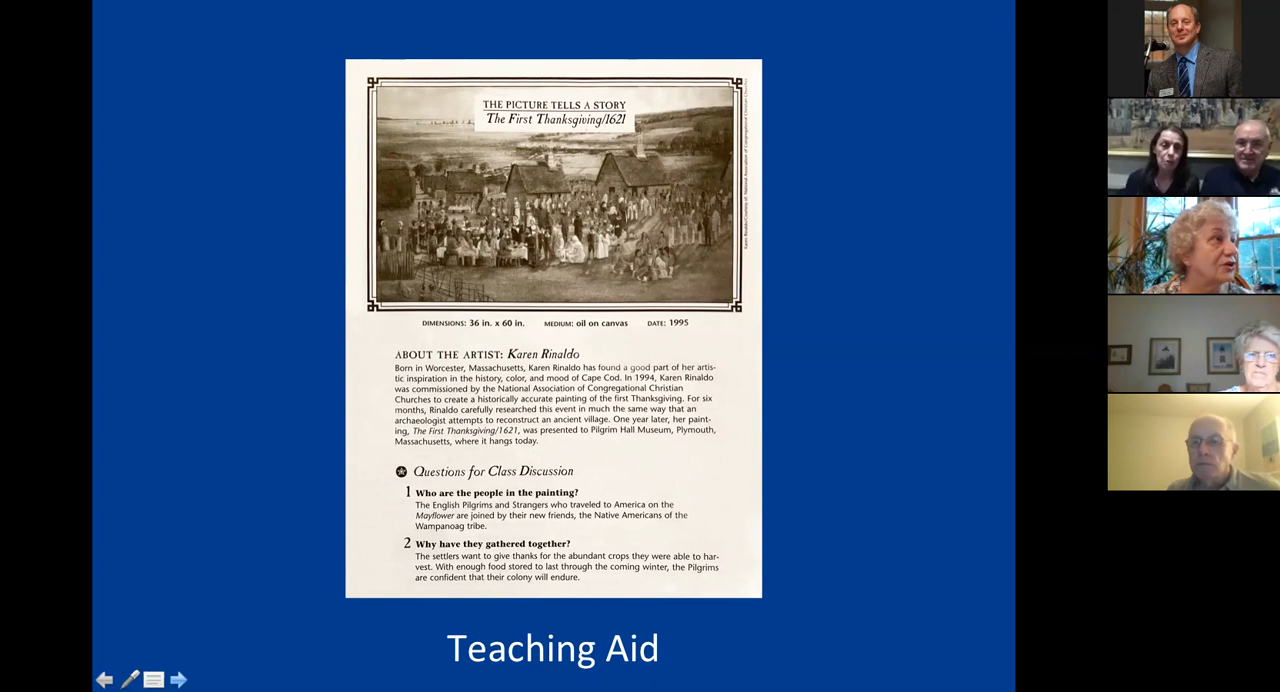 THE PICTURE TELLS A STORY
The First Thanksgiving/1621
Karen Rinaldo/Courtesy of: National Association of Congregational Christian Churches
DIMENSIONS: 36 in. x 60 in. MEDIUM: oil on canvas DATE: 1995
ABOUT THE ARTIST: Karen Rinaldo
Born in Worcester, Massachusetts, Karen Rinaldo has found a good part of her artis-
tic inspiration in the history, color, and mood of Cape Cod. In 1994, Karen Rinaldo
was commissioned by the National Association of Congregational Christian
Churches to create a historically accurate painting of the first Thanksgiving. For six
months, Rinaldo carefully researched this event in much the same way that an
archaeologist attempts to reconstruct an ancient village. One year later, her paint-
ing, The First Thanksgiving/1621, was presented to Pilgrim Hall Museum, Plymouth,
Massachusetts, where it hangs today.
Questions for Class Discussion
1 Who are the people in the painting?
The English Pilgrims and Strangers who traveled to America on the
Mayflower are joined by their new friends, the Native Americans of the
Wampanoag tribe.
2 Why have they gathered together?
The settlers want to give thanks for the abundant crops they were able to har-
vest. With enough food stored to last through the coming winter, the Pilgrims
are confident that their colony will endure.
Teaching Aid